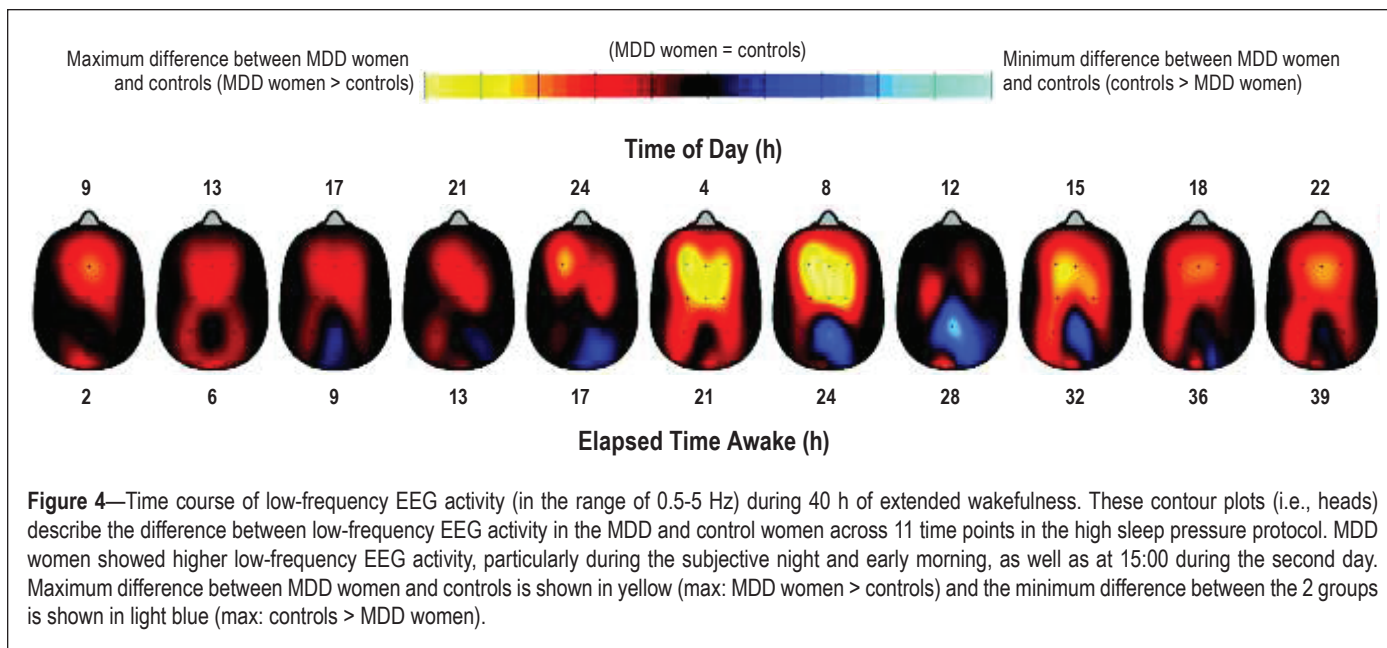 Maximum difference between MDD women
and controls (MDD women > controls)
(MDD women = controls)
Minimum difference between MDD women
and controls (controls > MDD women)
Time of Day (h)
9 13 17 21 24 4 8 12 15 18 22
2 6 9 13 17 21 24 28 32 36 39
Elapsed Time Awake (h)
Figure 4—Time course of low-frequency EEG activity (in the range of 0.5-5 Hz) during 40 h of extended wakefulness. These contour plots (i.e., heads)
describe the difference between low-frequency EEG activity in the MDD and control women across 11 time points in the high sleep pressure protocol. MDD
women showed higher low-frequency EEG activity, particularly during the subjective night and early morning, as well as at 15:00 during the second day.
Maximum difference between MDD women and controls is shown in yellow (max: MDD women > controls) and the minimum difference between the 2 groups
is shown in light blue (max: controls > MDD women).